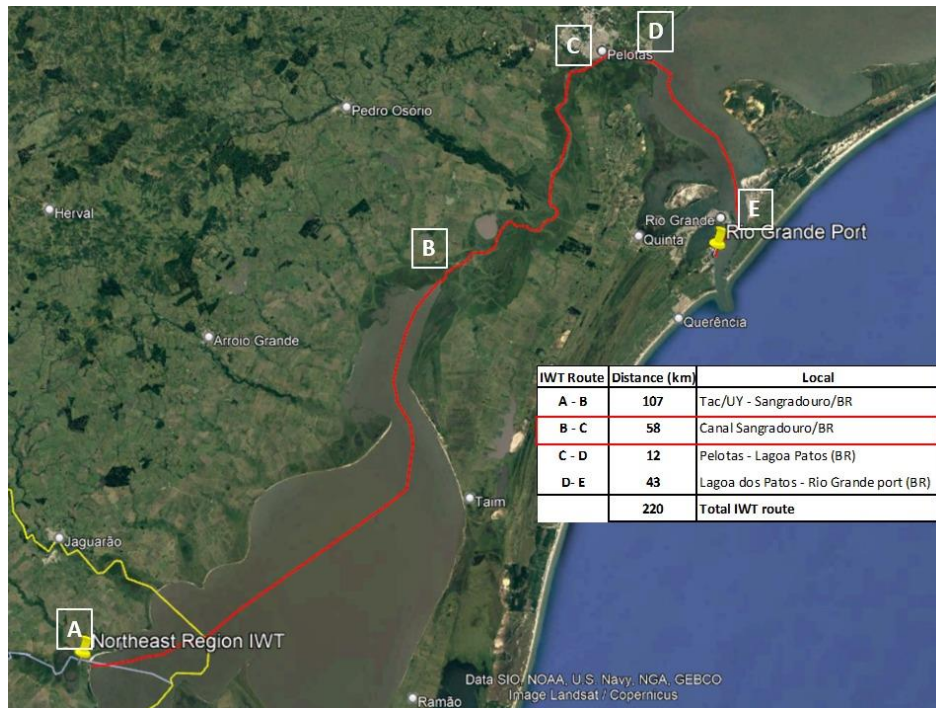 C
D
Pelotas
Pedro Osório
Herval
E
Rio Grande
Rio Grande Port
B
Quinta
Querência
Arroio Grande
IWT Route Distance (km) Local
A - B 107 Tac/UY - Sangradouro/BR
B - C 58 Canal Sangradouro/BR
C - D 12 Pelotas - Lagoa Patos (BR)
D- E 43 Lagoa dos Patos - Rio Grande port (BR)
220 Total IWT route
Taim
Jaguarão
A
Northeast Region IWT
Data SIO, NOAA, U.S. Navy, NGA, GEBCO
Image Landsat / Copernicus
Ramão